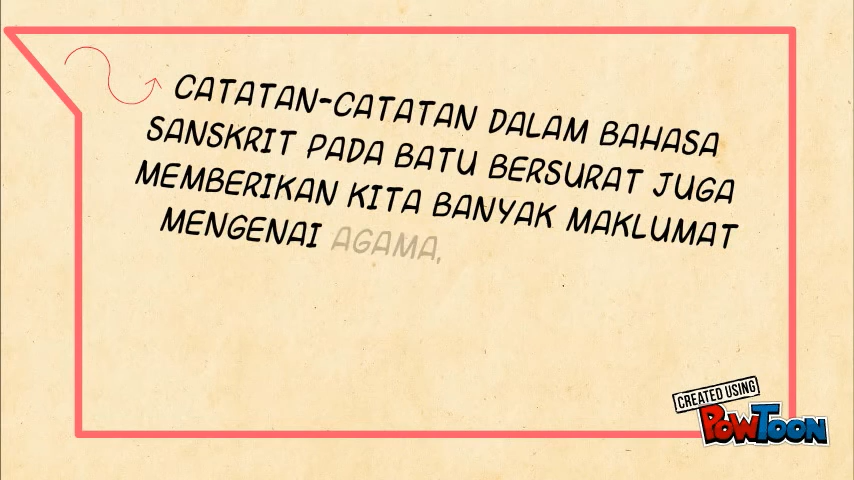 CATATAN-CATATAN DALAM BAHASA
SANSKRIT PADA BATU BERSURAT JUGA
MEMBERIKAN KITA BANYAK MAKLUMAT
MENGENAI AGAMA,
CREATED USING
POWTOON